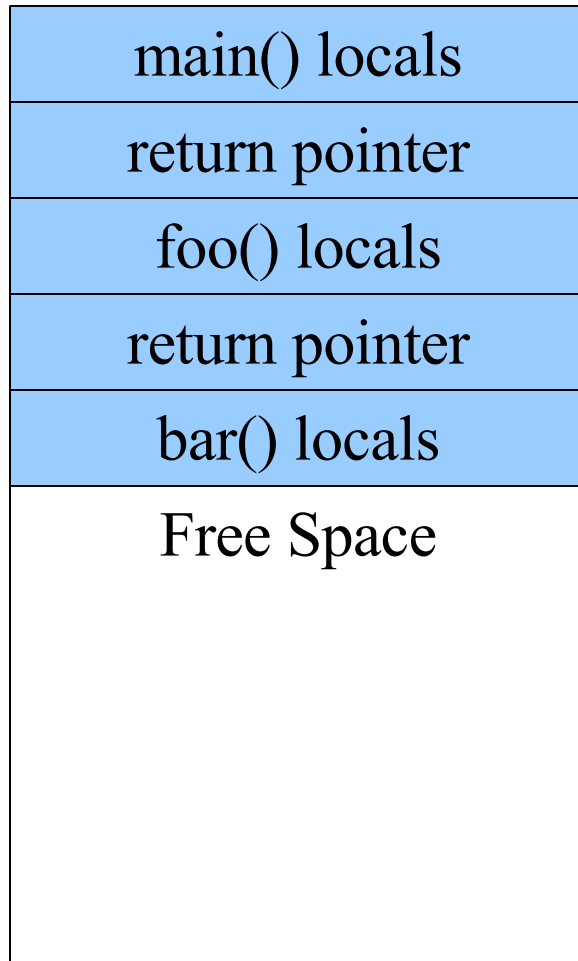 main() locals
return pointer
foo() locals
return pointer
bar() locals
Free Space